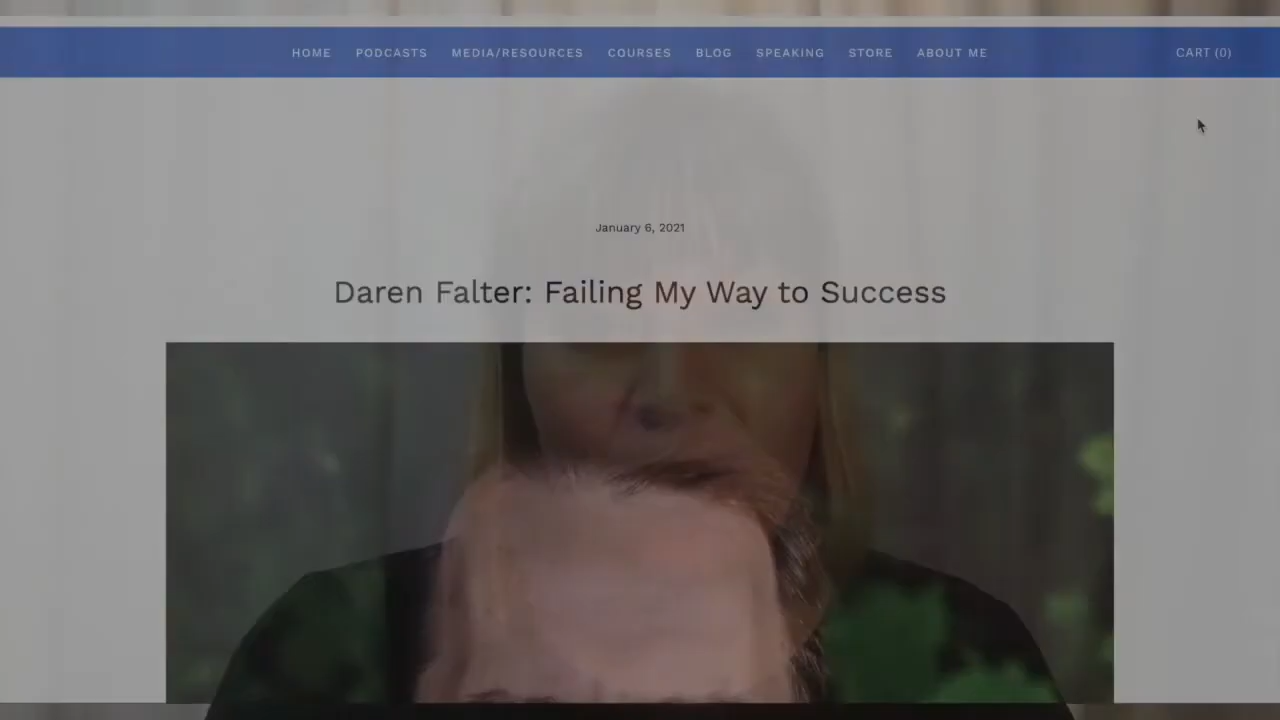 HOME PODCASTS MEDIA/RESOURCES COURSES BLOG SPEAKING STORE ABOUT ME CART (0)
January 6, 2021
Daren Falter: Failing My Way to Success